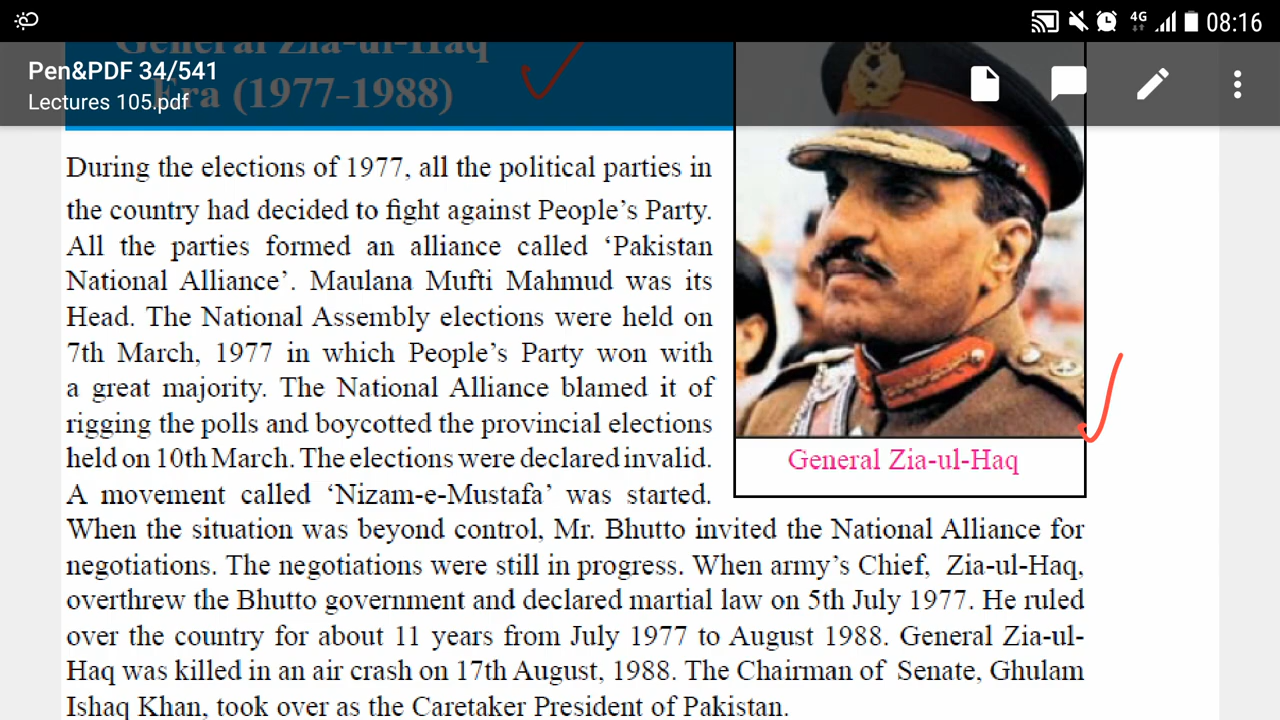 08:16
4G
General Zia-ul-Haq
Era (1977-1988)
Pen&PDF 34/541
Lectures 105.pdf
During the elections of 1977, all the political parties in
the country had decided to fight against People’s Party.
All the parties formed an alliance called ‘Pakistan
National Alliance’. Maulana Mufti Mahmud was its
Head. The National Assembly elections were held on
7th March, 1977 in which People’s Party won with
a great majority. The National Alliance blamed it of
rigging the polls and boycotted the provincial elections
held on 10th March. The elections were declared invalid.
A movement called ‘Nizam-e-Mustafa’ was started.
When the situation was beyond control, Mr. Bhutto invited the National Alliance for
negotiations. The negotiations were still in progress. When army’s Chief, Zia-ul-Haq,
overthrew the Bhutto government and declared martial law on 5th July 1977. He ruled
over the country for about 11 years from July 1977 to August 1988. General Zia-ul-
Haq was killed in an air crash on 17th August, 1988. The Chairman of Senate, Ghulam
Ishaq Khan, took over as the Caretaker President of Pakistan.
General Zia-ul-Haq